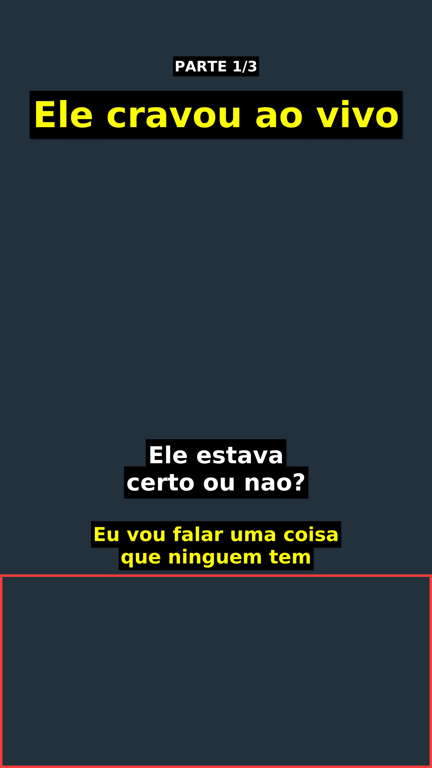 PARTE 1/3
Ele cravou ao vivo
Ele estava
certo ou nao?
Eu vou falar uma coisa
que ninguem tem